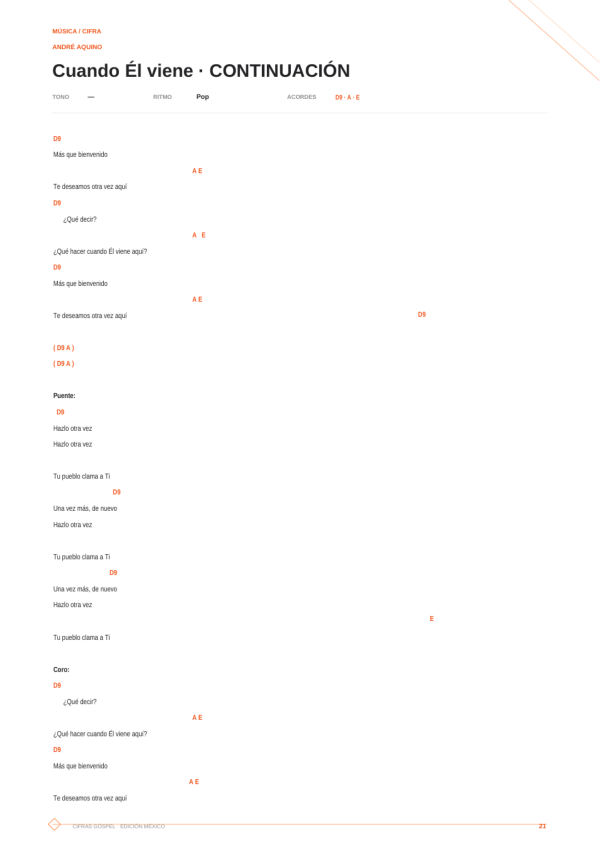 MÚSICA / CIFRA
ANDRÉ AQUINO
Cuando Él viene · CONTINUACIÓN
TONO — RITMO Pop ACORDES D9 · A · E
D9
Más que bienvenido
A E
Te deseamos otra vez aquí
D9
¿Qué decir?
A E
¿Qué hacer cuando Él viene aquí?
D9
Más que bienvenido
A E
Te deseamos otra vez aquí D9
( D9 A )
( D9 A )
Puente:
D9
Hazlo otra vez
Hazlo otra vez
Tu pueblo clama a Ti
D9
Una vez más, de nuevo
Hazlo otra vez
Tu pueblo clama a Ti
D9
Una vez más, de nuevo
Hazlo otra vez
E
Tu pueblo clama a Ti
Coro:
D9
¿Qué decir?
A E
¿Qué hacer cuando Él viene aquí?
D9
Más que bienvenido
A E
Te deseamos otra vez aquí
CIFRAS GOSPEL · EDICIÓN MÉXICO 21